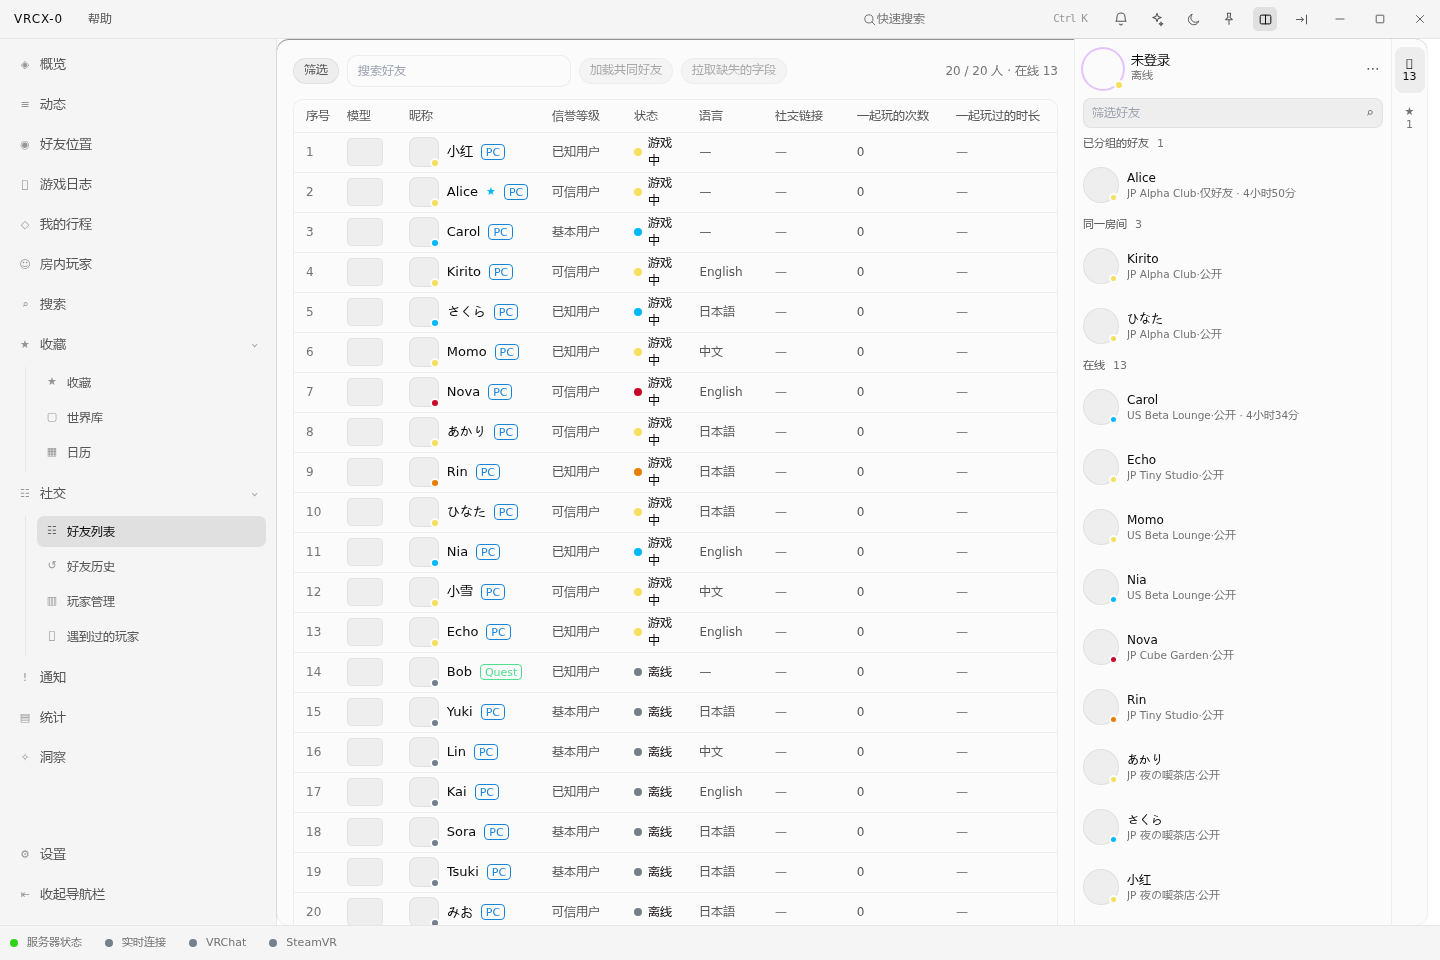 VRCX-0 帮助 快速搜索 Ctrl K
概览
动态
好友位置
游戏日志
我的行程
房内玩家
搜索
收藏
收藏
世界库
日历
社交
好友列表
好友历史
玩家管理
遇到过的玩家
通知
统计
洞察
设置
收起导航栏
筛选 搜索好友 加载共同好友 拉取缺失的字段 20 / 20 人 · 在线 13
序号 模型 昵称 信誉等级 状态 语言 社交链接 一起玩的次数 一起玩过的时长
1 小红 PC 已知用户 游戏中 — — 0 —
2 Alice ★ PC 可信用户 游戏中 — — 0 —
3 Carol PC 基本用户 游戏中 — — 0 —
4 Kirito PC 可信用户 游戏中 English — 0 —
5 さくら PC 已知用户 游戏中 日本語 — 0 —
6 Momo PC 已知用户 游戏中 中文 — 0 —
7 Nova PC 可信用户 游戏中 English — 0 —
8 あかり PC 可信用户 游戏中 日本語 — 0 —
9 Rin PC 已知用户 游戏中 日本語 — 0 —
10 ひなた PC 可信用户 游戏中 日本語 — 0 —
11 Nia PC 已知用户 游戏中 English — 0 —
12 小雪 PC 可信用户 游戏中 中文 — 0 —
13 Echo PC 已知用户 游戏中 English — 0 —
14 Bob Quest 已知用户 离线 — — 0 —
15 Yuki PC 基本用户 离线 日本語 — 0 —
16 Lin PC 基本用户 离线 中文 — 0 —
17 Kai PC 已知用户 离线 English — 0 —
18 Sora PC 基本用户 离线 日本語 — 0 —
19 Tsuki PC 基本用户 离线 日本語 — 0 —
20 みお PC 可信用户 离线 日本語 — 0 —
未登录
离线
筛选好友
已分组的好友 1
Alice
JP Alpha Club·仅好友 · 4小时50分
同一房间 3
Kirito
JP Alpha Club·公开
ひなた
JP Alpha Club·公开
在线 13
Carol
US Beta Lounge·公开 · 4小时34分
Echo
JP Tiny Studio·公开
Momo
US Beta Lounge·公开
Nia
US Beta Lounge·公开
Nova
JP Cube Garden·公开
Rin
JP Tiny Studio·公开
あかり
JP 夜の喫茶店·公开
さくら
JP 夜の喫茶店·公开
小红
JP 夜の喫茶店·公开
13
★
1
服务器状态 实时连接 VRChat SteamVR